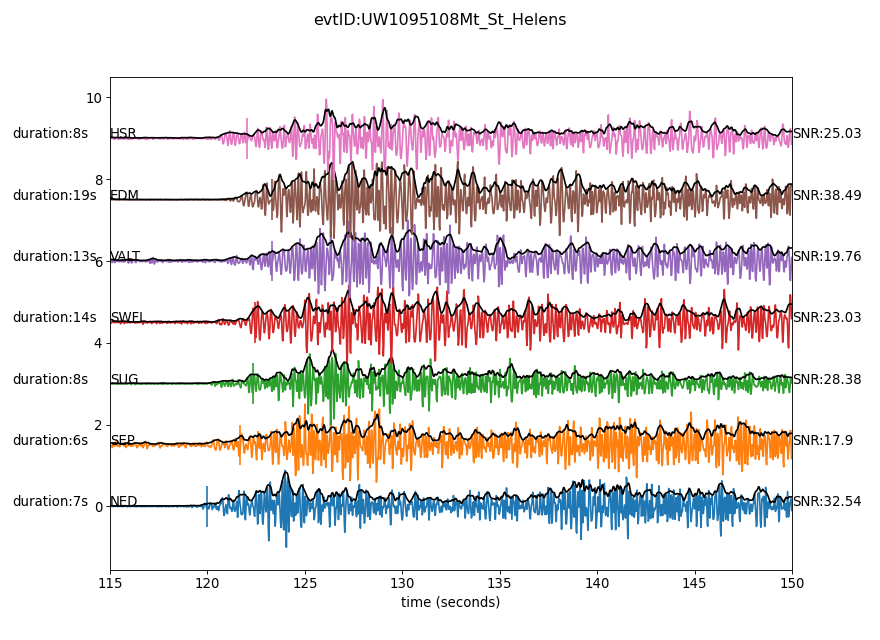 evtID:UW1095108Mt_St_Helens
10
duration:8s HSR SNR:25.03
8
duration:19s EDM SNR:38.49
duration:13s VALT SNR:19.76
6
duration:14s SWFL SNR:23.03
4
duration:8s SUG SNR:28.38
2
duration:6s SEP SNR:17.9
duration:7s NED SNR:32.54
0
115 120 125 130 135 140 145 150
time (seconds)